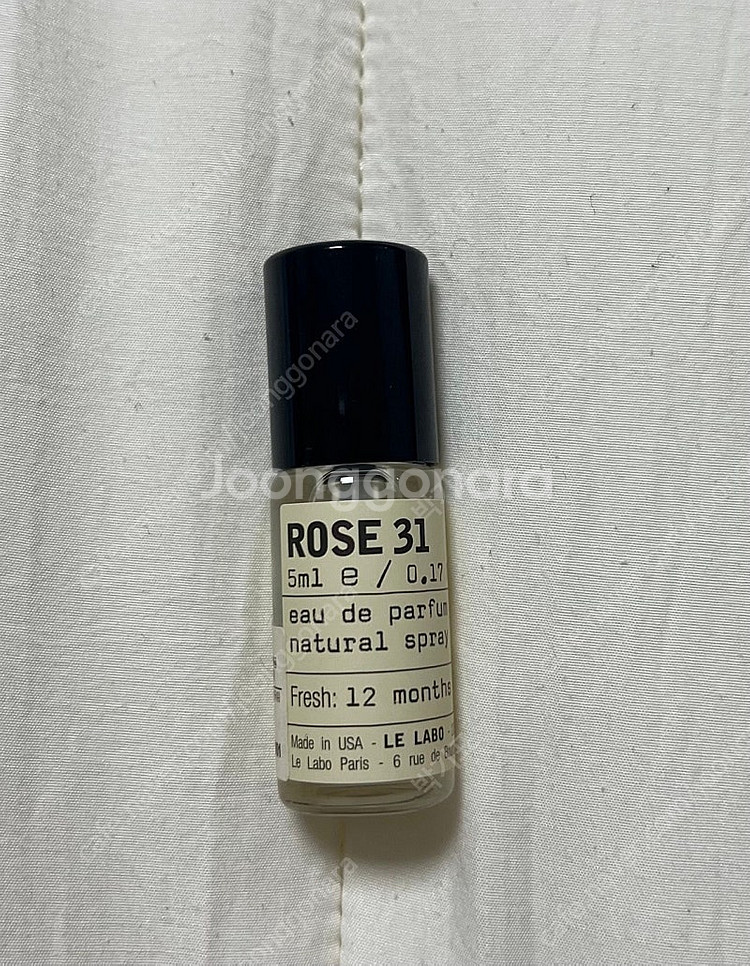 Joonggonara
ROSE 31
5ml e / 0.17
eau de parfum
natural spray
Fresh: 12 months
Made in USA - LE LABO -
Le Labo Paris - 6 rue de